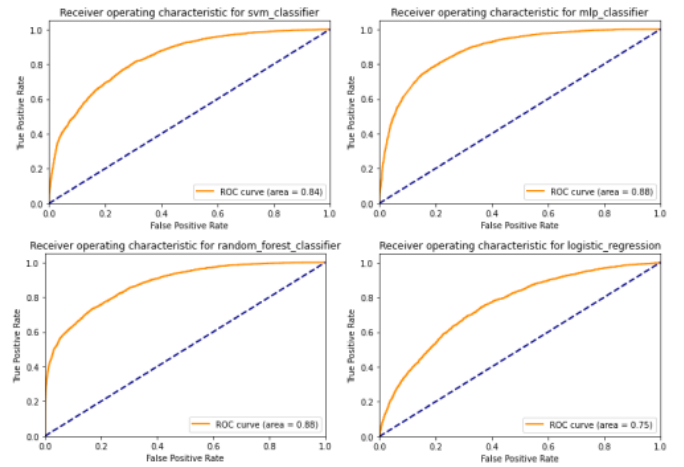 Receiver operating characteristic for svm_classifier
1.0
0.8
0.6
0.4
0.2
0.0
True Positive Rate
ROC curve (area = 0.84)
0.0 0.2 0.4 0.6 0.8 1.0
False Positive Rate
Receiver operating characteristic for mlp_classifier
1.0
0.8
0.6
0.4
0.2
0.0
True Positive Rate
ROC curve (area = 0.88)
0.0 0.2 0.4 0.6 0.8 1.0
False Positive Rate
Receiver operating characteristic for random_forest_classifier
1.0
0.8
0.6
0.4
0.2
0.0
True Positive Rate
ROC curve (area = 0.88)
0.0 0.2 0.4 0.6 0.8 1.0
False Positive Rate
Receiver operating characteristic for logistic_regression
1.0
0.8
0.6
0.4
0.2
0.0
True Positive Rate
ROC curve (area = 0.75)
0.0 0.2 0.4 0.6 0.8 1.0
False Positive Rate